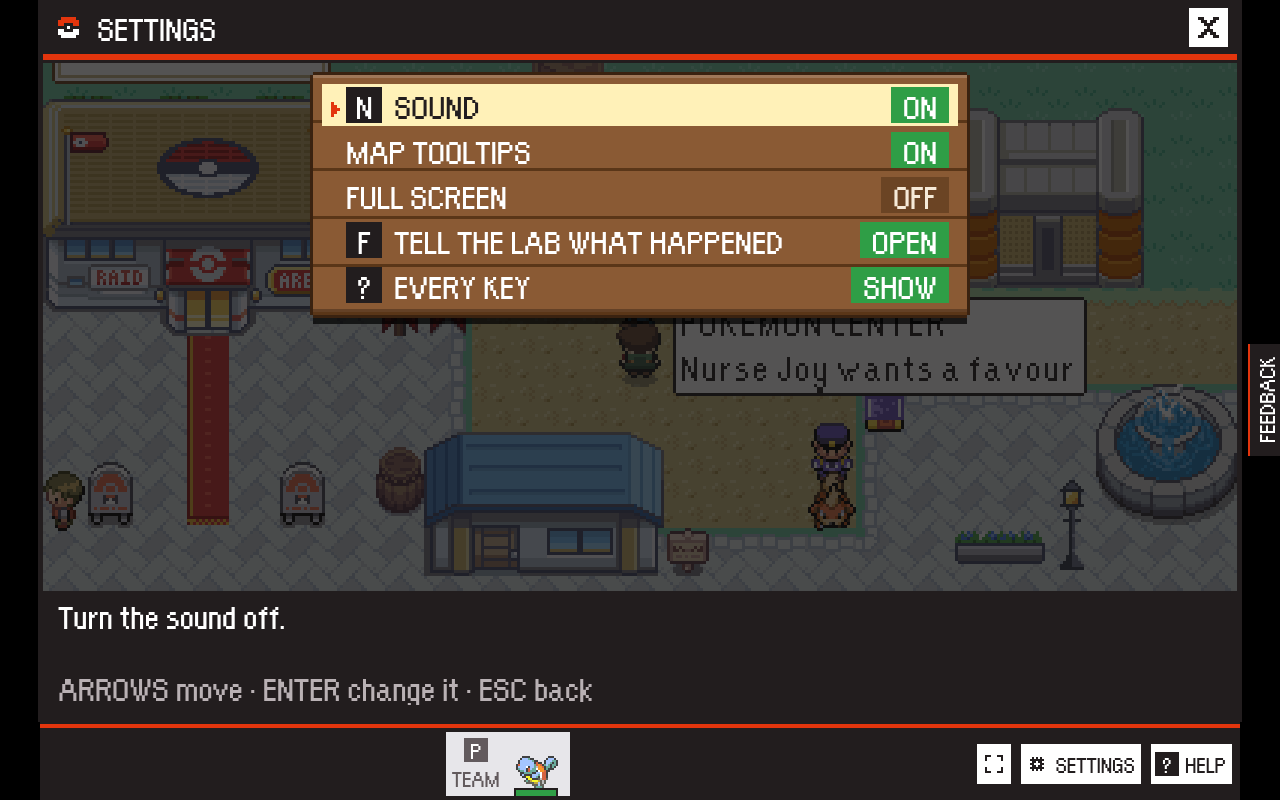 SETTINGS
X
N SOUND ON
MAP TOOLTIPS ON
FULL SCREEN OFF
F TELL THE LAB WHAT HAPPENED OPEN
? EVERY KEY SHOW
RAID
ARE
POKEMON CENTER
Nurse Joy wants a favour
FEEDBACK
Turn the sound off.
ARROWS move · ENTER change it · ESC back
P
TEAM
SETTINGS
? HELP